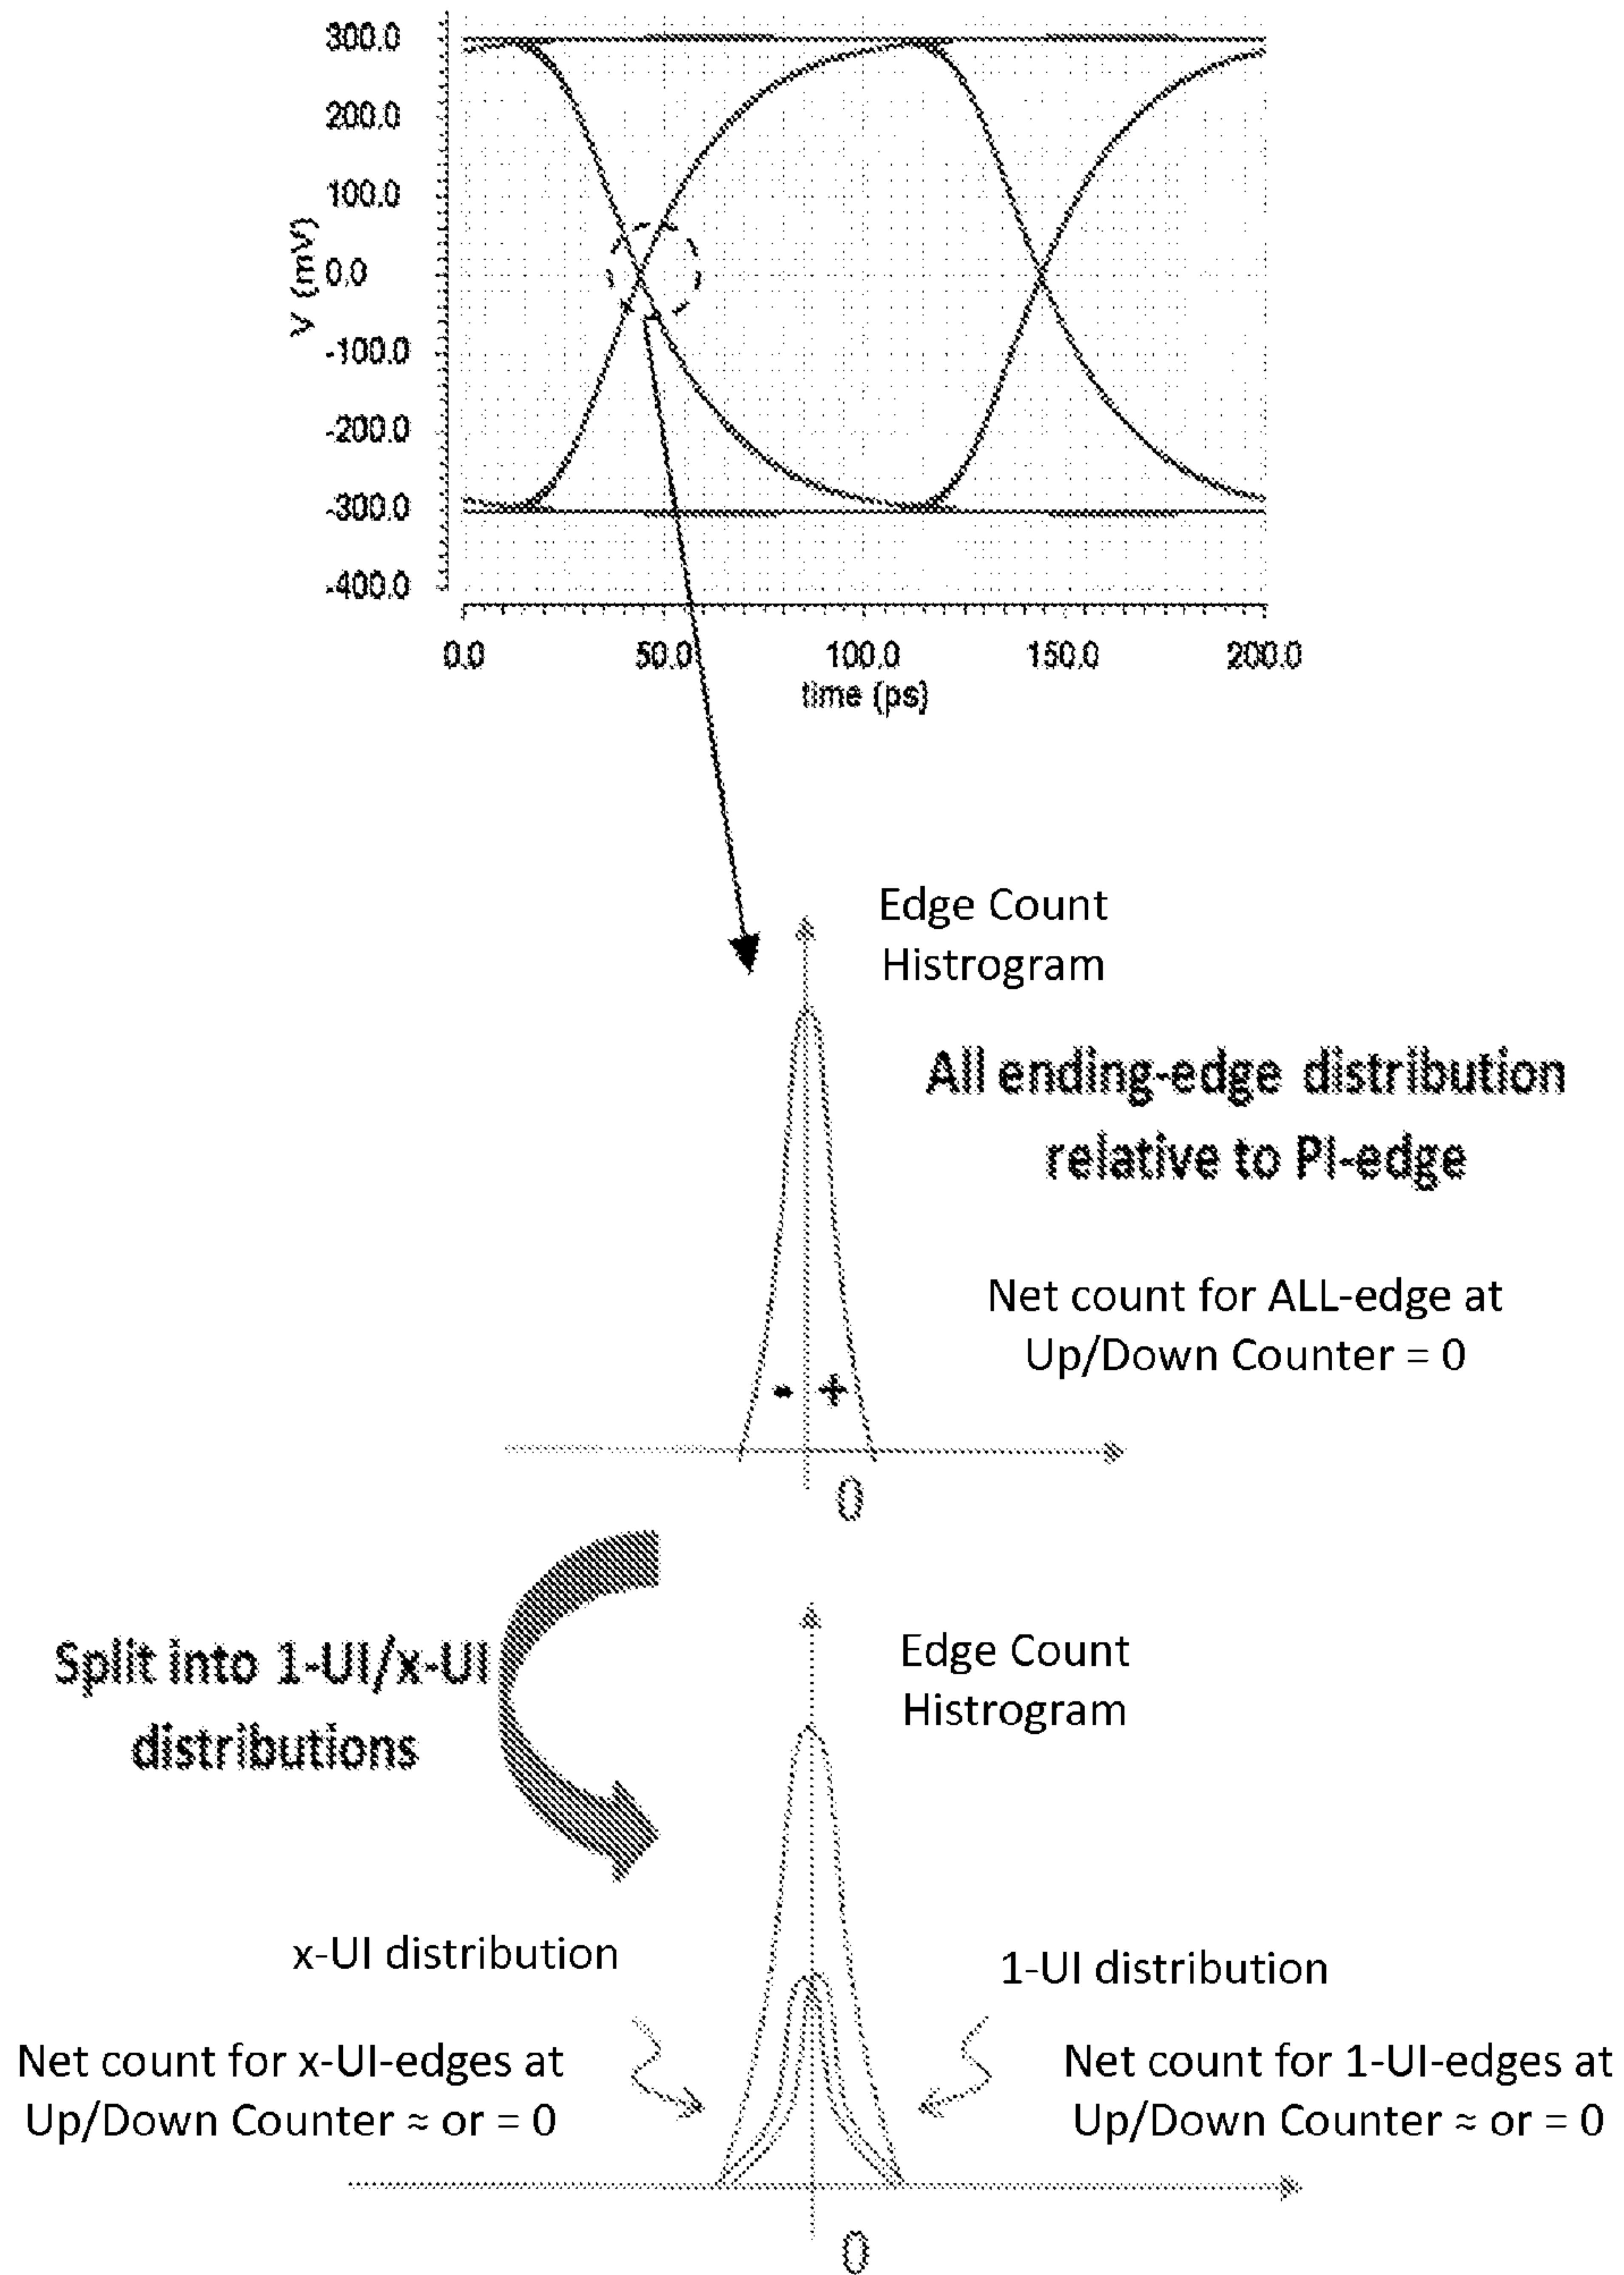 300.0
200.0
100.0
0.0
-100.0
-200.0
-300.0
-400.0
V (mV)
0.0 50.0 100.0 150.0 200.0
time (ps)
Edge Count
Histrogram
All ending-edge distribution
relative to PI-edge
Net count for ALL-edge at
Up/Down Counter = 0
- +
0
Split into 1-UI/x-UI
distributions
Edge Count
Histrogram
x-UI distribution
1-UI distribution
Net count for x-UI-edges at
Up/Down Counter ≈ or = 0
Net count for 1-UI-edges at
Up/Down Counter ≈ or = 0
0